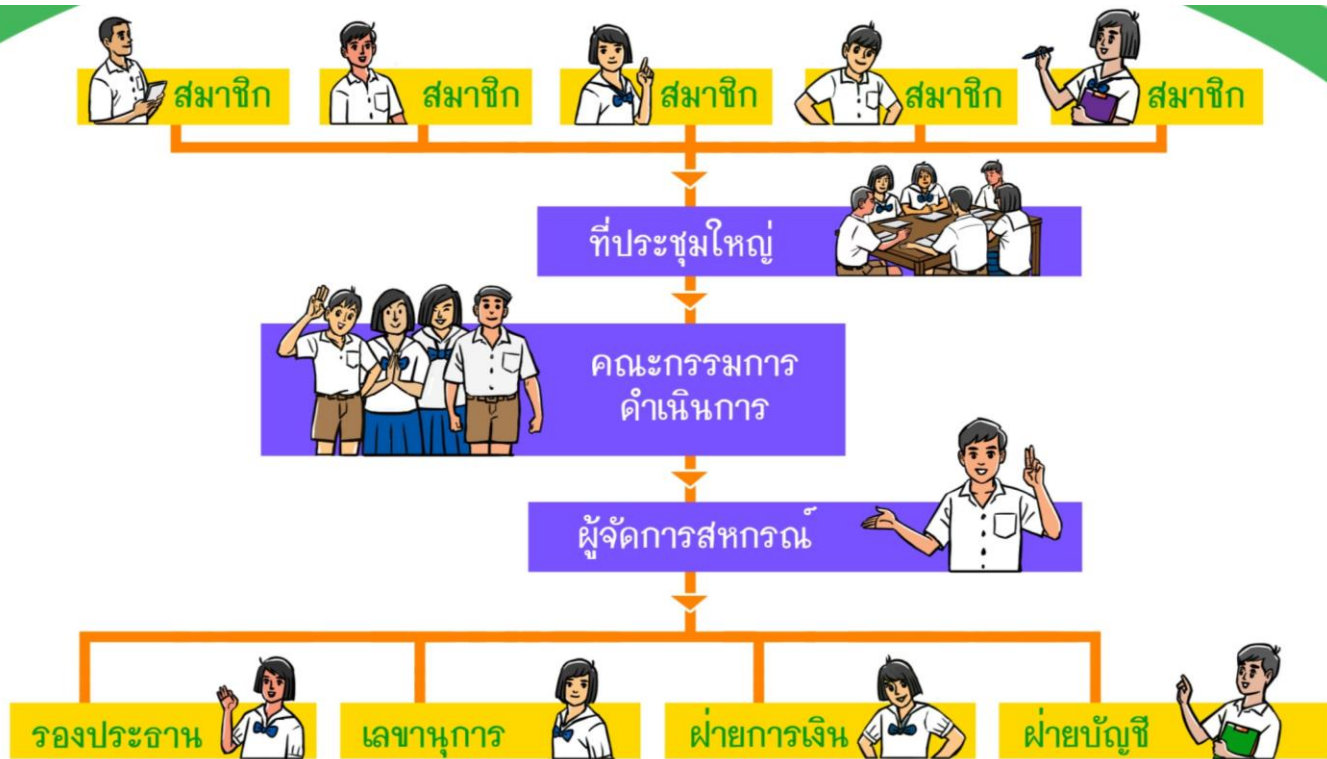 สมาชิก
สมาชิก
สมาชิก
สมาชิก
สมาชิก
ที่ประชุมใหญ่
คณะกรรมการ
ดำเนินการ
ผู้จัดการสหกรณ์
รองประธาน
เลขานุการ
ฝ่ายการเงิน
ฝ่ายบัญชี